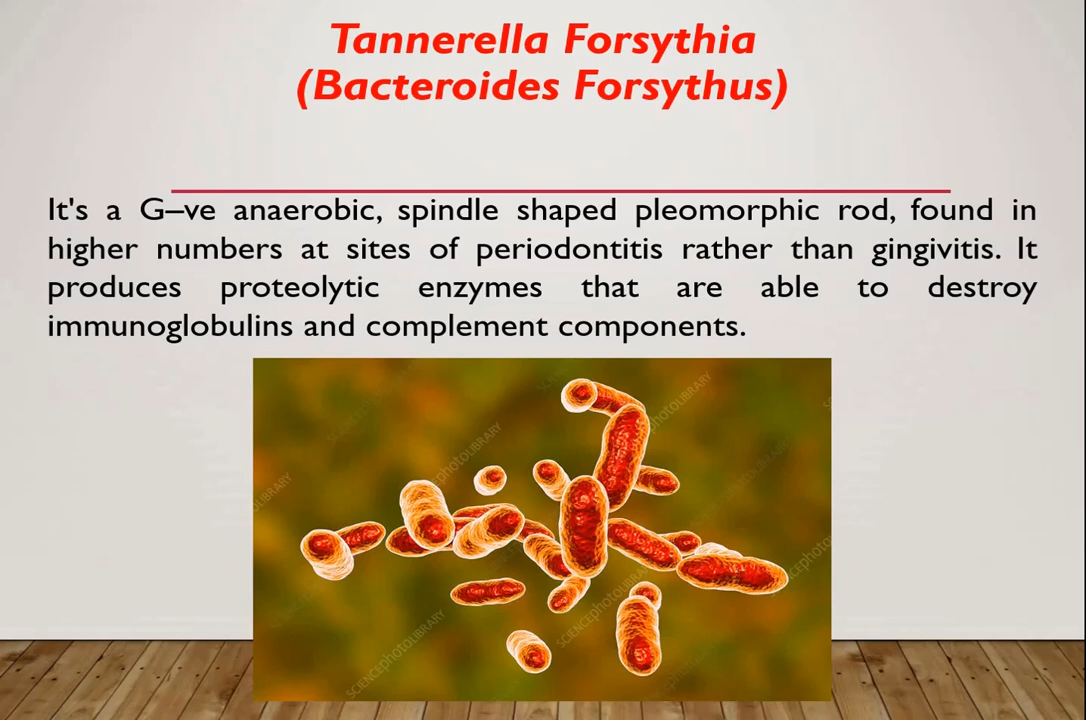 Tannerella Forsythia
(Bacteroides Forsythus)
It's a G–ve anaerobic, spindle shaped pleomorphic rod, found in
higher numbers at sites of periodontitis rather than gingivitis. It
produces proteolytic enzymes that are able to destroy
immunoglobulins and complement components.
SCIENCEphotoLIBRARY